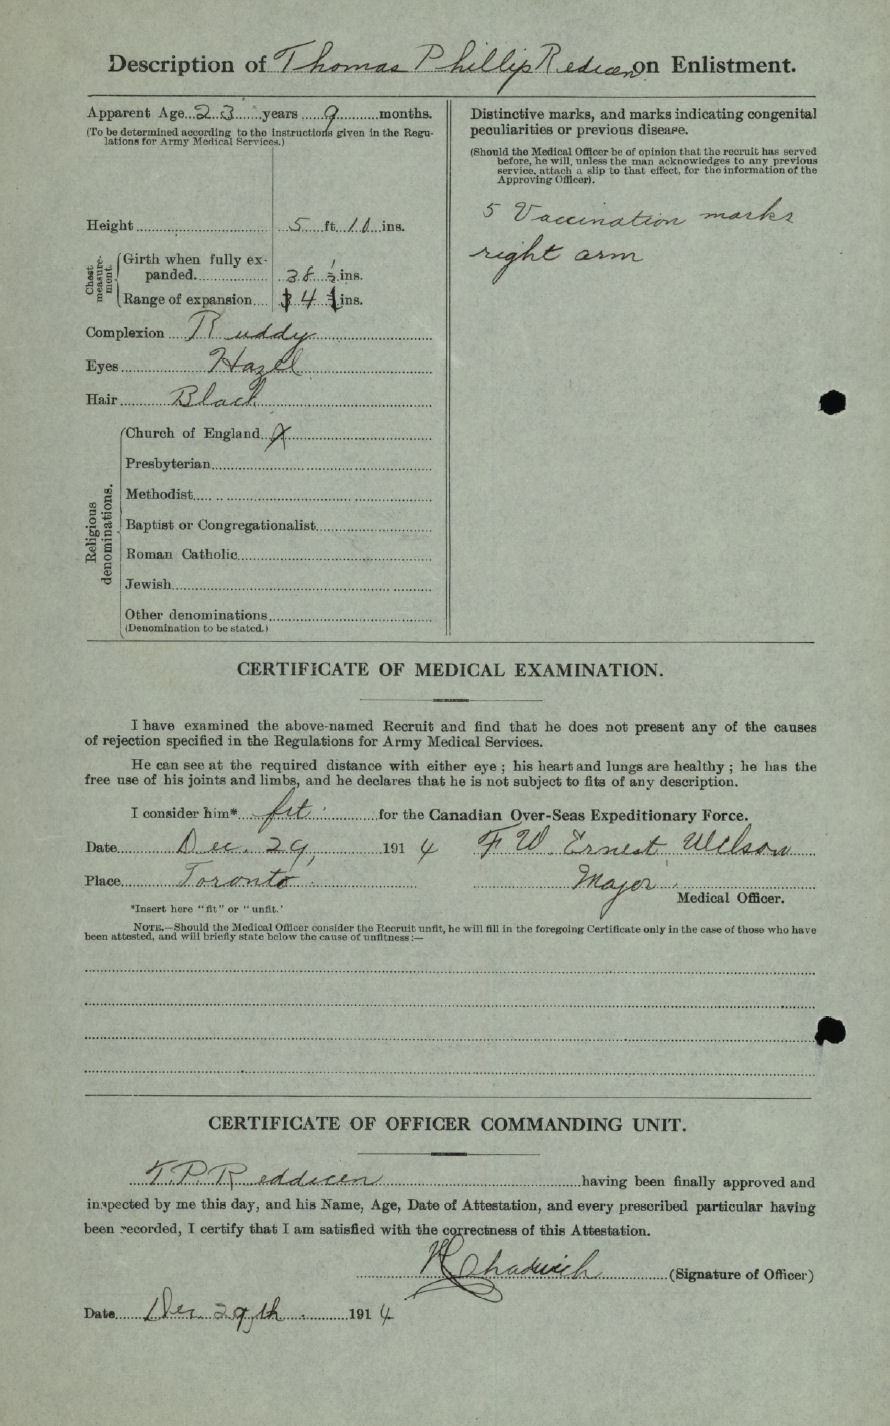 Description of Thomas Phillip Redicen on Enlistment.
Apparent Age 23 years 9 months.
(To be determined according to the instructions given in the Regu-
lations for Army Medical Services.)
Height 5 ft. 10 ins.
Chest measure-ment.
Girth when fully ex-
panded 38 ½ ins.
Range of expansion 4 ins.
Complexion Ruddy
Eyes Hazel
Hair Black
Religious denominations.
Church of England X
Presbyterian
Methodist
Baptist or Congregationalist
Roman Catholic
Jewish
Other denominations
(Denomination to be stated.)
Distinctive marks, and marks indicating congenital
peculiarities or previous disease.
(Should the Medical Officer be of opinion that the recruit has served
before, he will, unless the man acknowledges to any previous
service, attach a slip to that effect, for the information of the
Approving Officer).
5 Vaccination marks
right arm
CERTIFICATE OF MEDICAL EXAMINATION.
I have examined the above-named Recruit and find that he does not present any of the causes
of rejection specified in the Regulations for Army Medical Services.
He can see at the required distance with either eye; his heart and lungs are healthy; he has the
free use of his joints and limbs, and he declares that he is not subject to fits of any description.
I consider him* fit for the Canadian Over-Seas Expeditionary Force.
Date Dec. 29, 1914 F W Ernest Wilson
Place Toronto Major
Medical Officer.
*Insert here "fit" or "unfit.'
NOTE.—Should the Medical Officer consider the Recruit unfit, he will fill in the foregoing Certificate only in the case of those who have
been attested, and will briefly state below the cause of unfitness:—
CERTIFICATE OF OFFICER COMMANDING UNIT.
T P Reddicen having been finally approved and
inspected by me this day, and his Name, Age, Date of Attestation, and every prescribed particular having
been recorded, I certify that I am satisfied with the correctness of this Attestation.
Chadwick (Signature of Officer)
Date Dec 29th 1914